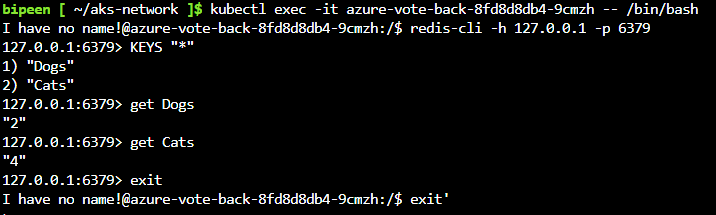 bipeen [ ~/aks-network ]$ kubectl exec -it azure-vote-back-8fd8d8db4-9cmzh -- /bin/bash
I have no name!@azure-vote-back-8fd8d8db4-9cmzh:/$ redis-cli -h 127.0.0.1 -p 6379
127.0.0.1:6379> KEYS "*"
1) "Dogs"
2) "Cats"
127.0.0.1:6379> get Dogs
"2"
127.0.0.1:6379> get Cats
"4"
127.0.0.1:6379> exit
I have no name!@azure-vote-back-8fd8d8db4-9cmzh:/$ exit'